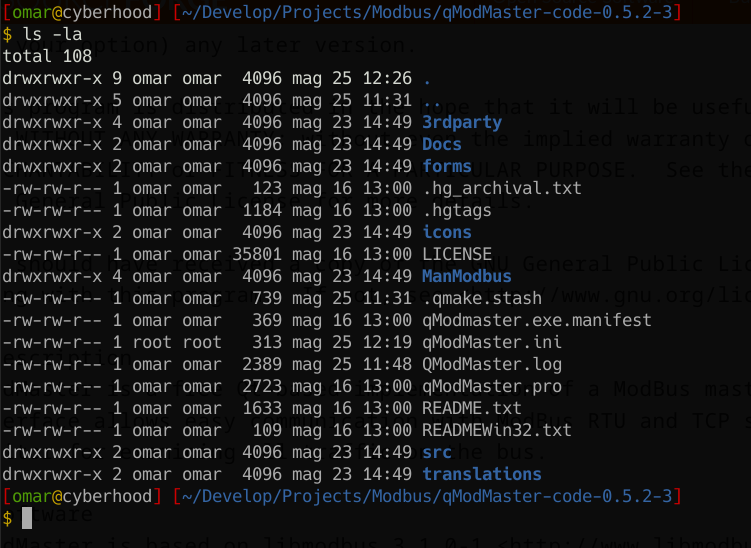 [omar@cyberhood] [~/Develop/Projects/Modbus/qModMaster-code-0.5.2-3]
$ ls -la
total 108
drwxrwxr-x 9 omar omar  4096 mag 25 12:26 .
drwxrwxr-x 5 omar omar  4096 mag 25 11:31 ..
drwxrwxr-x 4 omar omar  4096 mag 23 14:49 3rdparty
drwxrwxr-x 2 omar omar  4096 mag 23 14:49 Docs
drwxrwxr-x 2 omar omar  4096 mag 23 14:49 forms
-rw-rw-r-- 1 omar omar   123 mag 16 13:00 .hg_archival.txt
-rw-rw-r-- 1 omar omar  1184 mag 16 13:00 .hgtags
drwxrwxr-x 2 omar omar  4096 mag 23 14:49 icons
-rw-rw-r-- 1 omar omar 35801 mag 16 13:00 LICENSE
drwxrwxr-x 4 omar omar  4096 mag 23 14:49 ManModbus
-rw-rw-r-- 1 omar omar   739 mag 25 11:31 .qmake.stash
-rw-rw-r-- 1 omar omar   369 mag 16 13:00 qModmaster.exe.manifest
-rw-rw-r-- 1 root root   313 mag 25 12:19 qModmaster.ini
-rw-rw-r-- 1 omar omar  2389 mag 25 11:48 QModMaster.log
-rw-rw-r-- 1 omar omar  2723 mag 16 13:00 qModMaster.pro
-rw-rw-r-- 1 omar omar  1639 mag 16 13:00 README.txt
-rw-rw-r-- 1 omar omar   109 mag 16 13:00 READMEWin32.txt
drwxrwxr-x 2 omar omar  4096 mag 23 14:49 src
drwxrwxr-x 2 omar omar  4096 mag 23 14:49 translations
[omar@cyberhood] [~/Develop/Projects/Modbus/qModMaster-code-0.5.2-3]
$